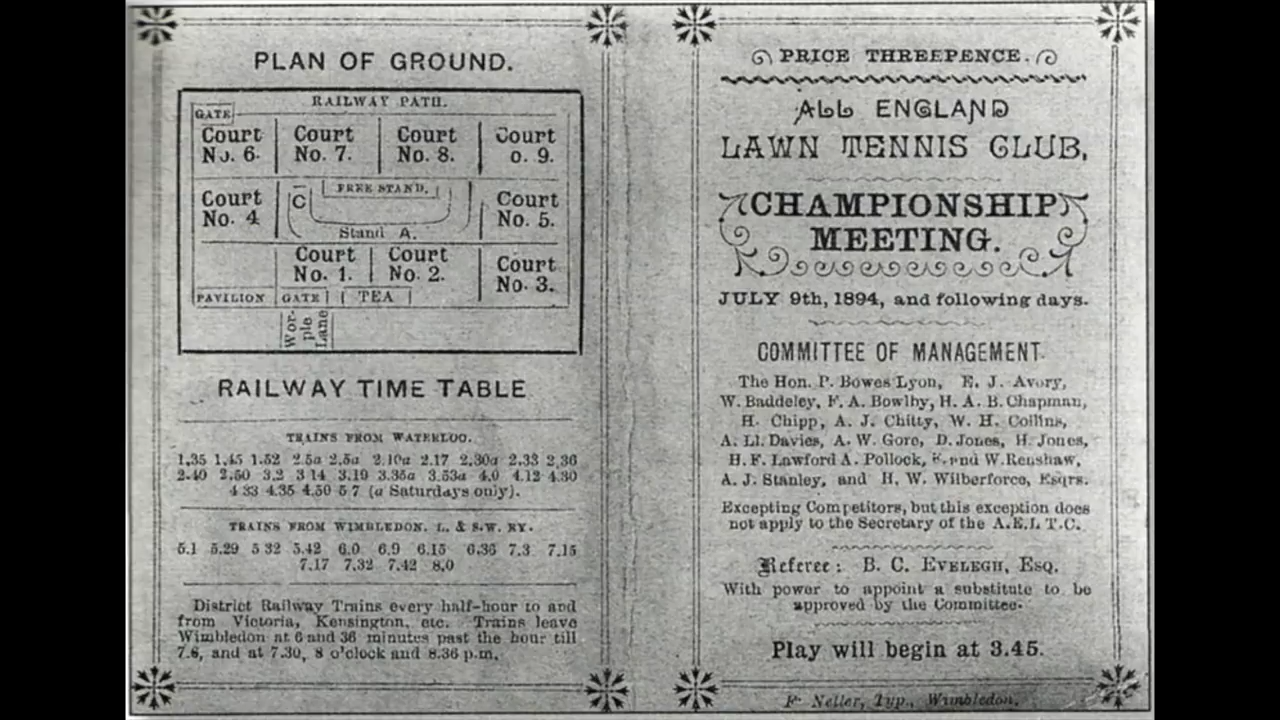 PLAN OF GROUND.
RAILWAY PATH.
GATE
Court No. 6.
Court No. 7.
Court No. 8.
Court o. 9.
Court No. 4
C
FREE STAND.
Stand A.
Court No. 5.
Court No. 1.
Court No. 2.
Court No. 3.
PAVILION
GATE
TEA
Wor-
ple
Lane
RAILWAY TIME TABLE
TRAINS FROM WATERLOO.
1.35 1.45 1.52 2.5a 2.5a 2.10a 2.17 2.30a 2.33 2.36
2.40 2.50 3.2 3 14 3.19 3.35a 3.53a 4.0 4.12 4.30
4 33 4.35 4.50 5 7 (a Saturdays only).
TRAINS FROM WIMBLEDON. L. & S.W. RY.
5.1 5.29 5 32 5.42 6.0 6.9 6.15 6.36 7.3 7.15
7.17 7.32 7.42 8.0
District Railway Trains every half-hour to and
from Victoria, Kensington, etc. Trains leave
Wimbledon at 6 and 36 minutes past the hour till
7.6, and at 7.30, 8 o'clock and 8.36 p.m.
PRICE THREEPENCE.
ALL ENGLAND
LAWN TENNIS CLUB,
CHAMPIONSHIP
MEETING.
JULY 9th, 1894, and following days.
COMMITTEE OF MANAGEMENT
The Hon. P. Bowes Lyon, E. J. Avory,
W. Baddeley, F. A. Bowlby, H. A. B. Chapman,
H. Chipp, A. J. Chitty, W. H. Collins,
A. Ll. Davies, A. W. Gore, D. Jones, H. Jones,
H. F. Lawford A. Pollock, and W. Renshaw,
A. J. Stanley, and H. W. Wilberforce, Esqrs.
Excepting Competitors, but this exception does
not apply to the Secretary of the A.E.L T.C.
Referee: B. C. EVELEGH, ESQ.
With power to appoint a substitute to be
approved by the Committee.
Play will begin at 3.45.
F. Neller, Typ., Wimbledon.